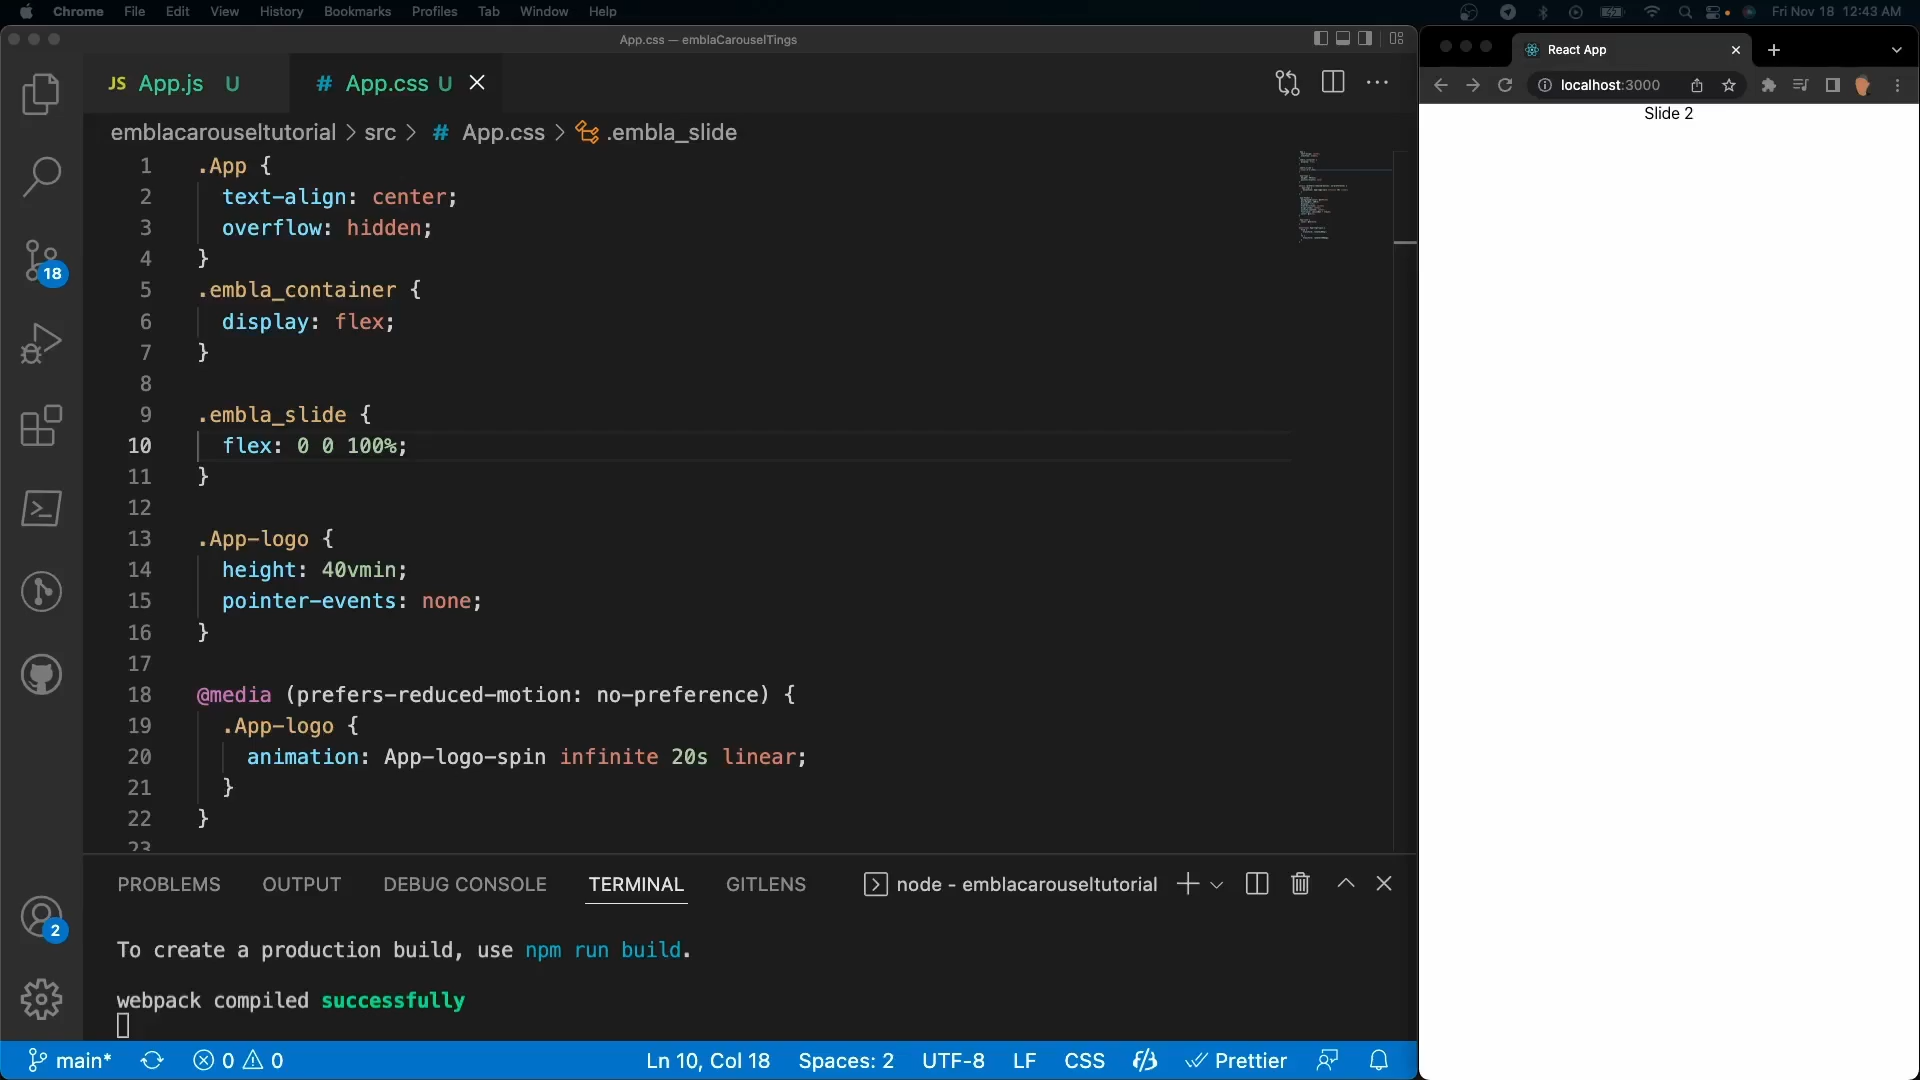 Chrome File Edit View History Bookmarks Profiles Tab Window Help Fri Nov 18 12:43 AM
App.css — emblaCarouselTings
JS App.js U # App.css U
React App
localhost:3000
emblacarouseltutorial > src > # App.css > .embla_slide
Slide 2
1 .App {
2 text-align: center;
3 overflow: hidden;
4 }
5 .embla_container {
6 display: flex;
7 }
8
9 .embla_slide {
10 flex: 0 0 100%;
11 }
12
13 .App-logo {
14 height: 40vmin;
15 pointer-events: none;
16 }
17
18 @media (prefers-reduced-motion: no-preference) {
19 .App-logo {
20 animation: App-logo-spin infinite 20s linear;
21 }
22 }
23
18
2
PROBLEMS OUTPUT DEBUG CONSOLE TERMINAL GITLENS node - emblacarouseltutorial
To create a production build, use npm run build.
webpack compiled successfully
main* 0 0 Ln 10, Col 18 Spaces: 2 UTF-8 LF CSS Prettier